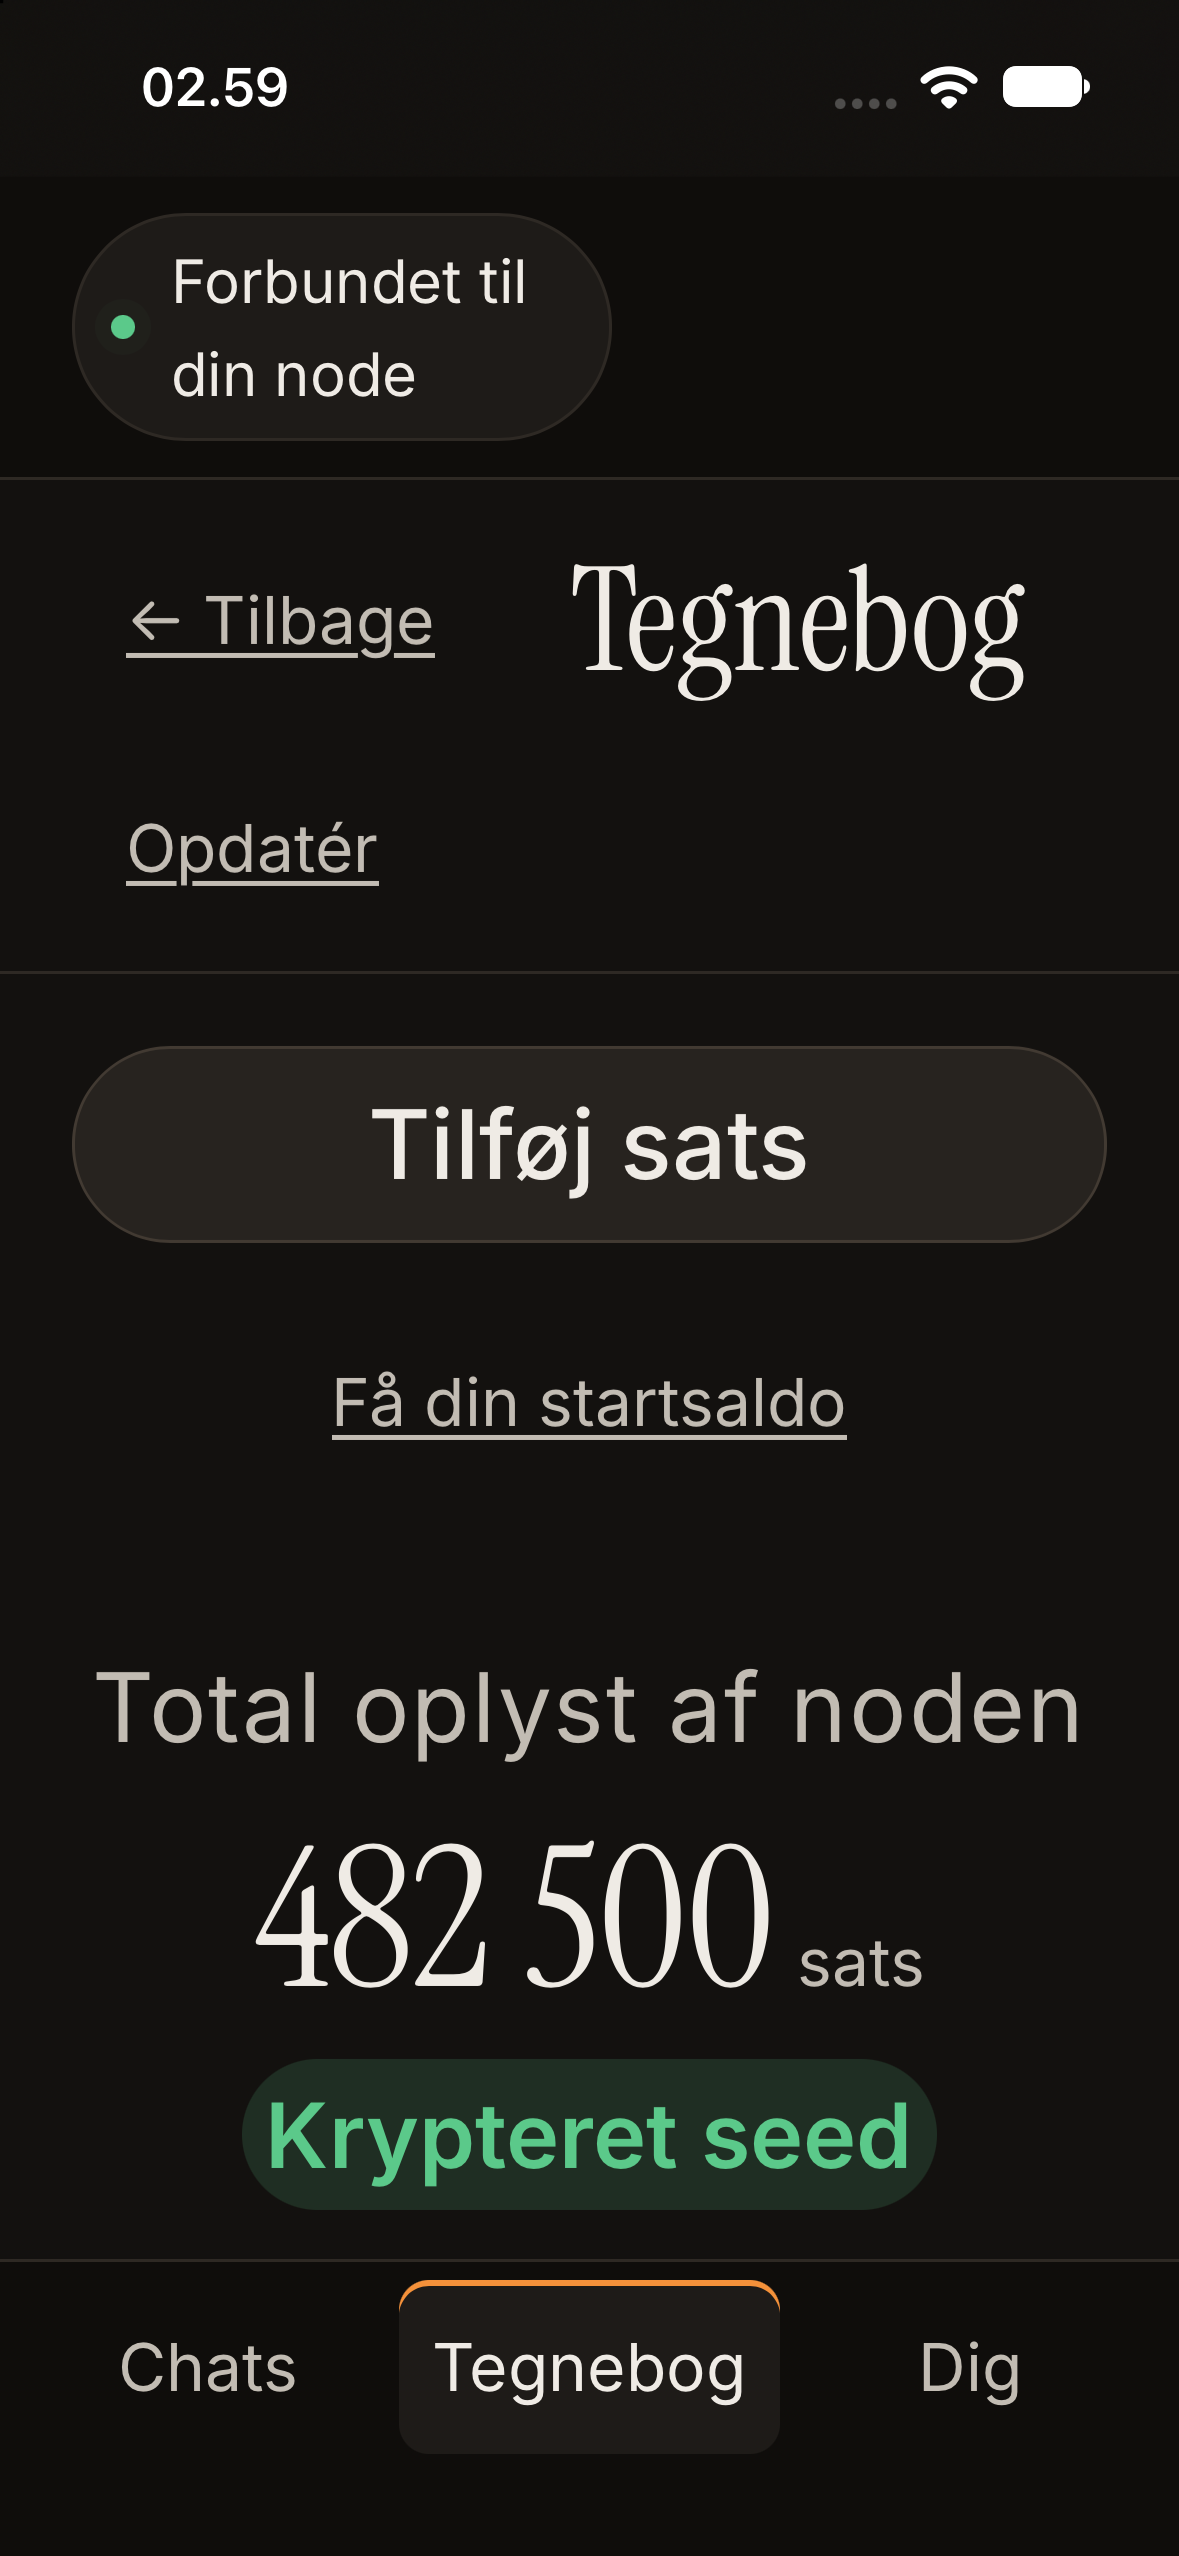 02.59
Forbundet til
din node
← Tilbage
Tegnebog
Opdatér
Tilføj sats
Få din startsaldo
Total oplyst af noden
482 500 sats
Krypteret seed
Chats
Tegnebog
Dig